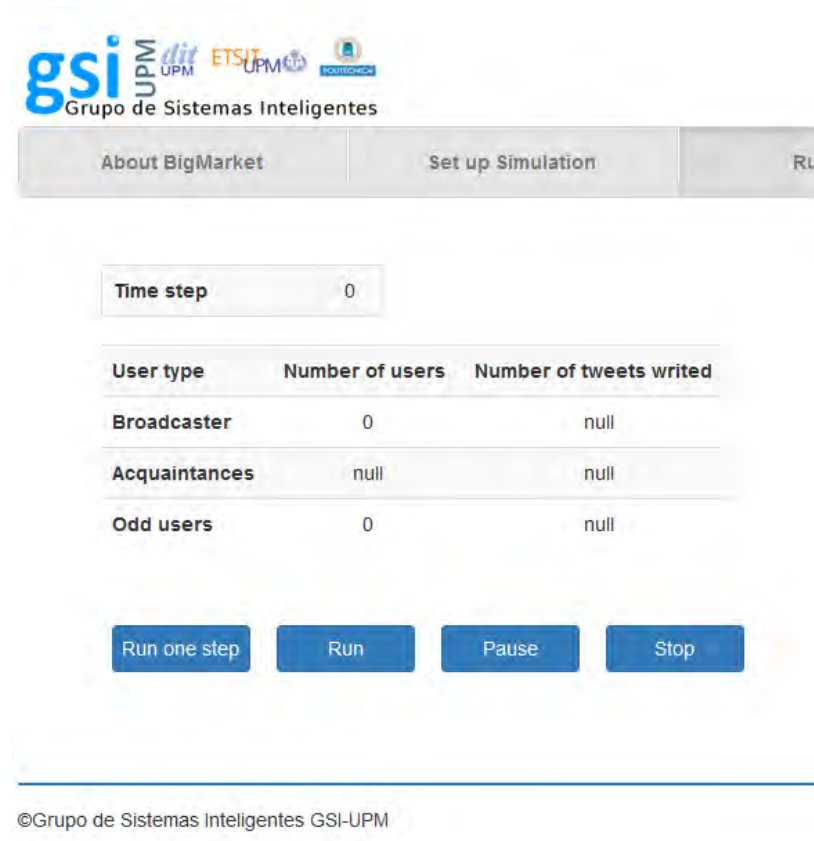 gsi UPM dit UPM ETSIT UPM POLITÉCNICA
Grupo de Sistemas Inteligentes
About BigMarket Set up Simulation Ru
Time step 0
User type Number of users Number of tweets writed
Broadcaster 0 null
Acquaintances null null
Odd users 0 null
Run one step Run Pause Stop
©Grupo de Sistemas Inteligentes GSI-UPM